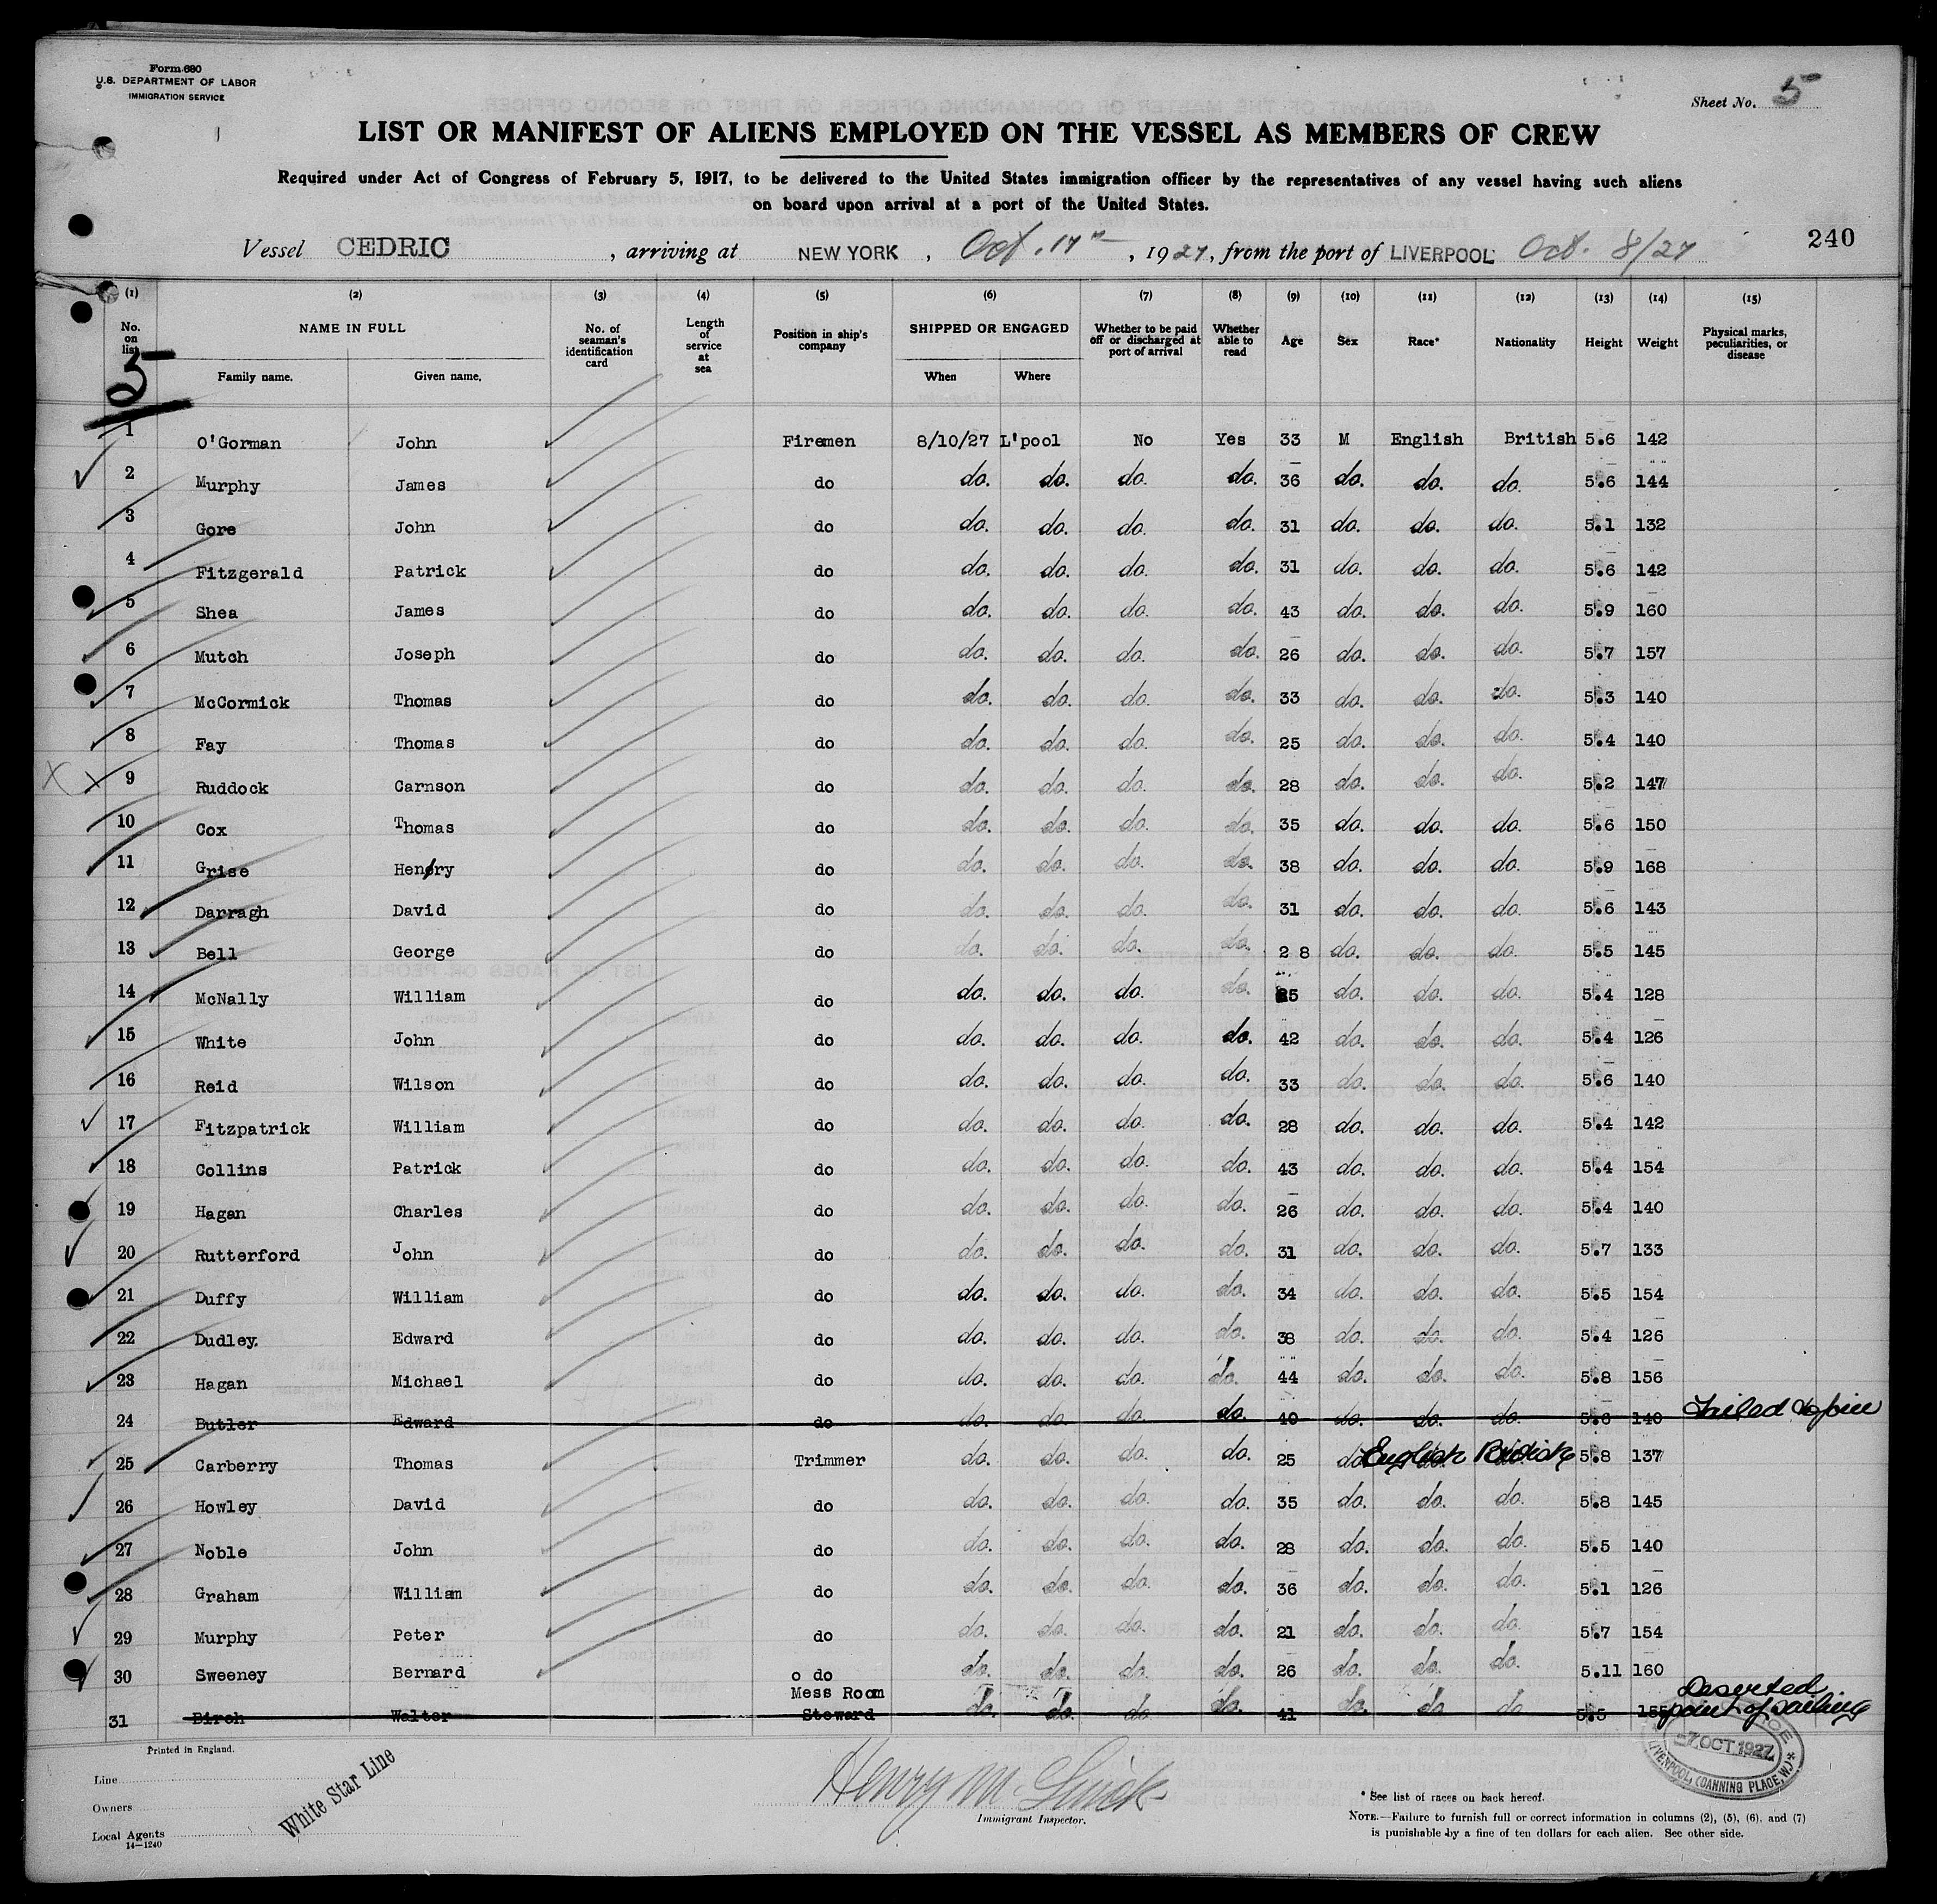 Form 680
U.S. DEPARTMENT OF LABOR
IMMIGRATION SERVICE
Sheet No. 5
LIST OR MANIFEST OF ALIENS EMPLOYED ON THE VESSEL AS MEMBERS OF CREW
Required under Act of Congress of February 5, 1917, to be delivered to the United States immigration officer by the representatives of any vessel having such aliens
on board upon arrival at a port of the United States.
Vessel CEDRIC, arriving at NEW YORK, Oct. 17th, 1927, from the port of LIVERPOOL Oct. 8/27
240
(1) (2) (3) (4) (5) (6) (7) (8) (9) (10) (11) (12) (13) (14) (15)
No. on list NAME IN FULL No. of seaman's identification card Length of service at sea Position in ship's company SHIPPED OR ENGAGED Whether to be paid off or discharged at port of arrival Whether able to read Age Sex Race* Nationality Height Weight Physical marks, peculiarities, or disease
Family name. Given name. When Where
5
1 O'Gorman John Firemen 8/10/27 L'pool No Yes 33 M English British 5.6 142
2 Murphy James do do. do. do. do. 36 do. do. do. 5.6 144
3 Gore John do do. do. do. do. 31 do. do. do. 5.1 132
4 Fitzgerald Patrick do do. do. do. do. 31 do. do. do. 5.6 142
5 Shea James do do. do. do. do. 43 do. do. do. 5.9 160
6 Mutch Joseph do do. do. do. do. 26 do. do. do. 5.7 157
7 McCormick Thomas do do. do. do. do. 33 do. do. do. 5.3 140
8 Fay Thomas do do. do. do. do. 25 do. do. do. 5.4 140
9 Ruddock Carnson do do. do. do. do. 28 do. do. do. 5.2 147
10 Cox Thomas do do. do. do. do. 35 do. do. do. 5.6 150
11 Grise Henry do do. do. do. do. 38 do. do. do. 5.9 168
12 Darragh David do do. do. do. do. 31 do. do. do. 5.6 143
13 Bell George do do. do. do. do. 28 do. do. do. 5.5 145
14 McNally William do do. do. do. do. 25 do. do. do. 5.4 128
15 White John do do. do. do. do. 42 do. do. do. 5.4 126
16 Reid Wilson do do. do. do. do. 33 do. do. do. 5.6 140
17 Fitzpatrick William do do. do. do. do. 28 do. do. do. 5.4 142
18 Collins Patrick do do. do. do. do. 43 do. do. do. 5.4 154
19 Hagan Charles do do. do. do. do. 26 do. do. do. 5.4 140
20 Rutterford John do do. do. do. do. 31 do. do. do. 5.7 133
21 Duffy William do do. do. do. do. 34 do. do. do. 5.5 154
22 Dudley. Edward do do. do. do. do. 38 do. do. do. 5.4 126
23 Hagan Michael do do. do. do. do. 44 do. do. do. 5.8 156
24 Butler Edward do do. do. do. do. 40 do. do. do. 5.6 140 Failed to join
25 Carberry Thomas Trimmer do. do. do. do. 25 do. English British 5.8 137
26 Howley David do do. do. do. do. 35 do. do. do. 5.8 145
27 Noble John do do. do. do. do. 28 do. do. do. 5.5 140
28 Graham William do do. do. do. do. 36 do. do. do. 5.1 126
29 Murphy Peter do do. do. do. do. 21 do. do. do. 5.7 154
30 Sweeney Bernard o do do. do. do. do. 26 do. do. do. 5.11 160
31 Birch Walter Mess Room Steward do. do. do. do. 41 do. do. do. 5.5 155 Deserted point of sailing
Printed in England.
Line
Owners
Local Agents
14—1240
White Star Line
Immigrant Inspector.
-7 OCT 1927
LIVERPOOL, CANNING PLACE, W.J.
* See list of races on back hereof.
NOTE.—Failure to furnish full or correct information in columns (2), (5), (6), and (7)
is punishable by a fine of ten dollars for each alien. See other side.